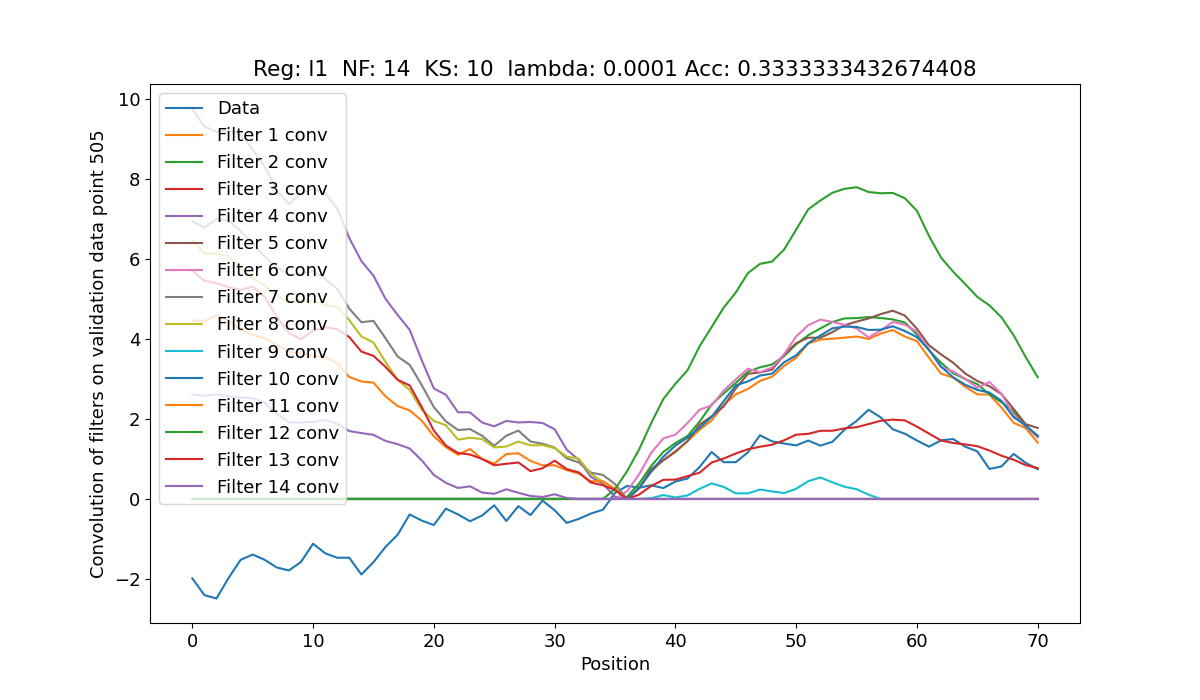 Reg: l1  NF: 14  KS: 10  lambda: 0.0001 Acc: 0.3333333432674408
Convolution of filters on validation data point 505
10
8
6
4
2
0
−2
Data
Filter 1 conv
Filter 2 conv
Filter 3 conv
Filter 4 conv
Filter 5 conv
Filter 6 conv
Filter 7 conv
Filter 8 conv
Filter 9 conv
Filter 10 conv
Filter 11 conv
Filter 12 conv
Filter 13 conv
Filter 14 conv
0 10 20 30 40 50 60 70
Position